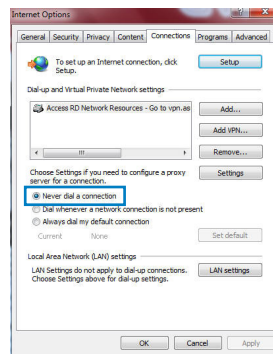 Internet Options
General Security Privacy Content Connections Programs Advanced
To set up an Internet connection, click
Setup.
Setup
Dial-up and Virtual Private Network settings
Access RD Network Resources - Go to vpn.as
Add...
Add VPN...
Remove...
Choose Settings if you need to configure a proxy
server for a connection.
Settings
Never dial a connection
Dial whenever a network connection is not present
Always dial my default connection
Current None
Set default
Local Area Network (LAN) settings
LAN Settings do not apply to dial-up connections.
Choose Settings above for dial-up settings.
LAN settings
OK Cancel Apply